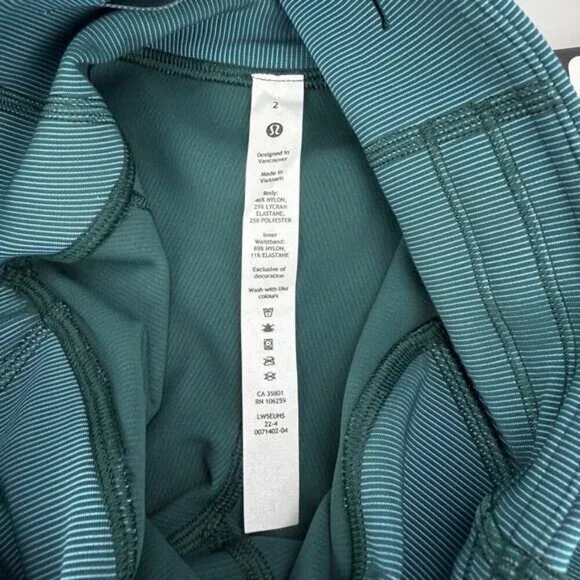 2
Designed in
Vancouver
Made in
Vietnam
Body:
46% NYLON,
29% LYCRA®
ELASTANE,
25% POLYESTER
Inner
Waistband:
89% NYLON,
11% ELASTANE
Exclusive of
decoration
Wash with like
colours
CA 35801
RN 106259
LW5EUHS
22-4
0071402-04